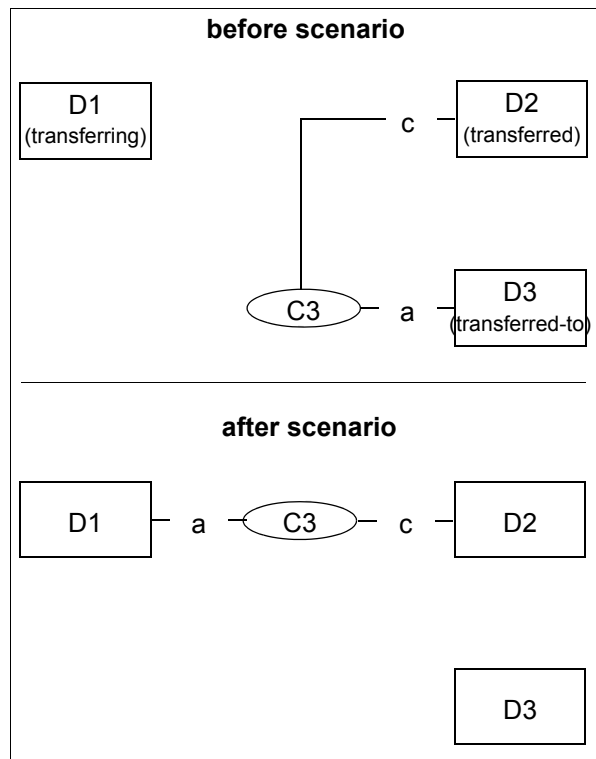 before scenario
D1
(transferring)
c
D2
(transferred)
C3
a
D3
(transferred-to)
after scenario
D1
a
C3
c
D2
D3